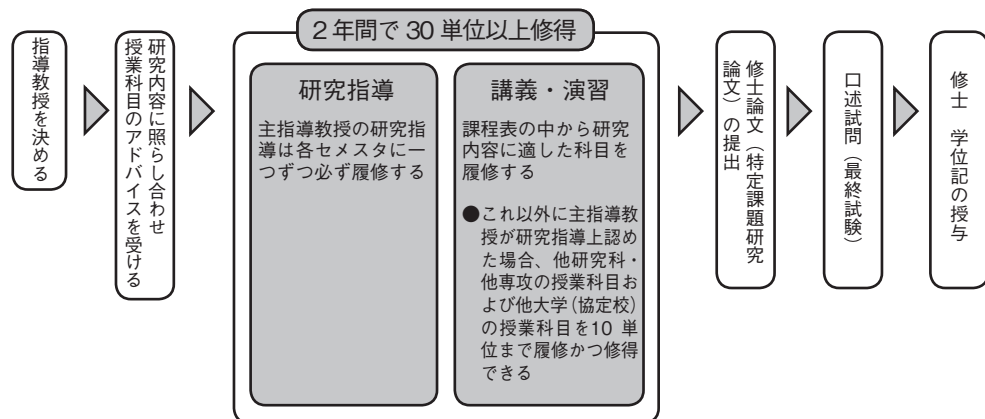 指導教授を決める
研究内容に照らし合わせ
授業科目のアドバイスを受ける
2年間で30単位以上修得
研究指導
主指導教授の研究指
導は各セメスタに一
つずつ必ず履修する
講義・演習
課程表の中から研究
内容に適した科目を
履修する
●これ以外に主指導教
授が研究指導上認め
た場合、他研究科・
他専攻の授業科目お
よび他大学(協定校)
の授業科目を10 単
位まで履修かつ修得
できる
修士論文（特定課題研究
論文）の提出
口述試問（最終試験）
修士　学位記の授与